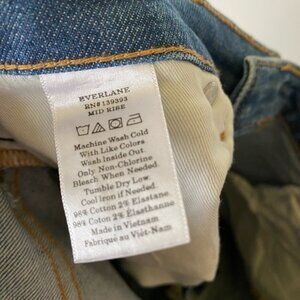 EVERLANE
RN# 139393
MID RISE
Machine Wash Cold
With Like Colors
Wash Inside Out.
Only Non-Chlorine
Bleach When Needed.
Tumble Dry Low.
Cool Iron if Needed.
98% Cotton 2% Elastane
98% Coton 2% Elasthanne
Made in Vietnam
Fabriqué au Viêt-Nam